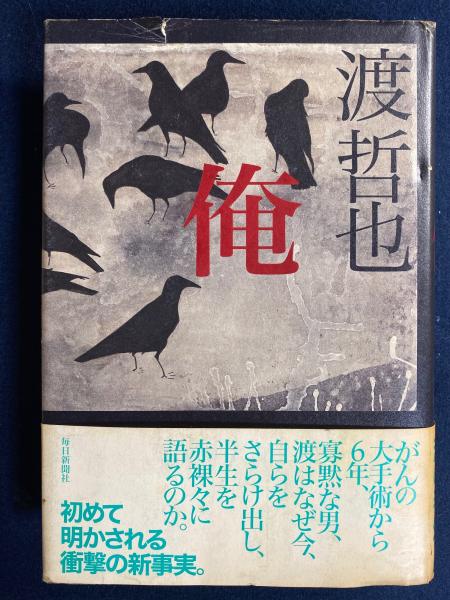 渡哲也
俺
がんの
大手術から
6年、
寡黙な男、
渡はなぜ今、
自らを
さらけ出し、
半生を
赤裸々に
語るのか。
毎日新聞社
初めて
明かされる
衝撃の新事実。